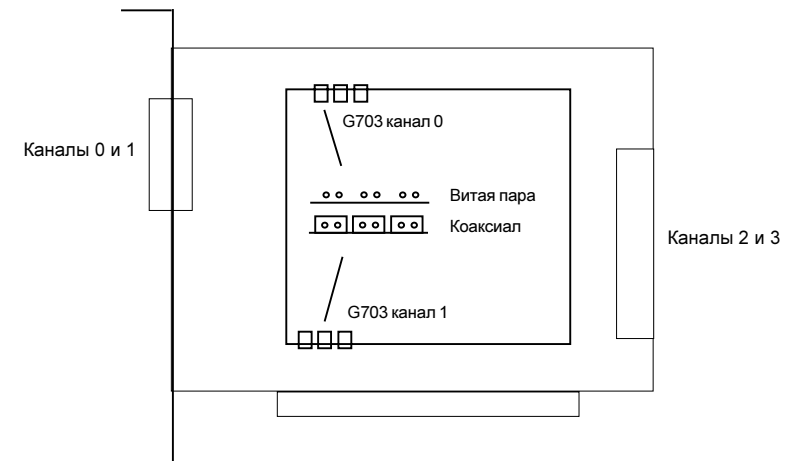 G703 канал 0
Каналы 0 и 1
Витая пара
Коаксиал
Каналы 2 и 3
G703 канал 1